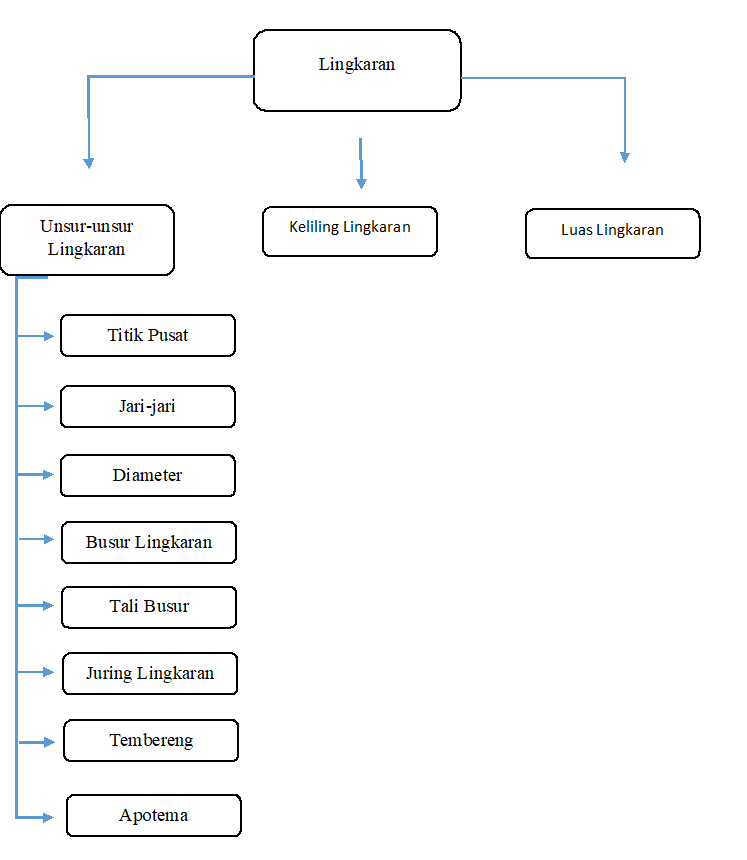 Lingkaran
Unsur-unsur
Lingkaran
Keliling Lingkaran
Luas Lingkaran
Titik Pusat
Jari-jari
Diameter
Busur Lingkaran
Tali Busur
Juring Lingkaran
Tembereng
Apotema